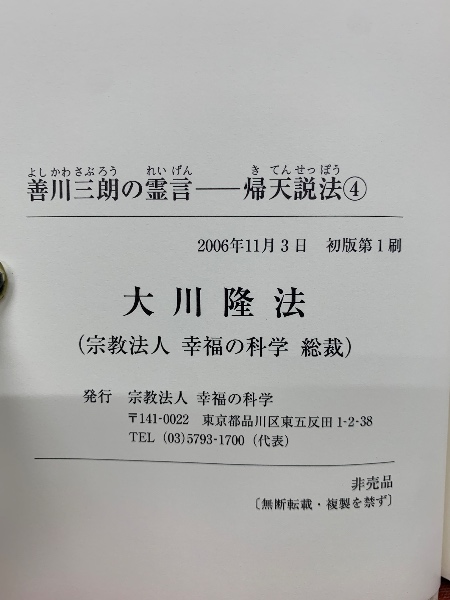 よしかわさぶろう れいげん き てんせっぽう
善川三朗の霊言――帰天説法④
2006年11月3日 初版第1刷
大川隆法
(宗教法人 幸福の科学 総裁)
発行 宗教法人 幸福の科学
〒141-0022 東京都品川区東五反田1-2-38
TEL (03)5793-1700 (代表)
非売品
〔無断転載・複製を禁ず〕